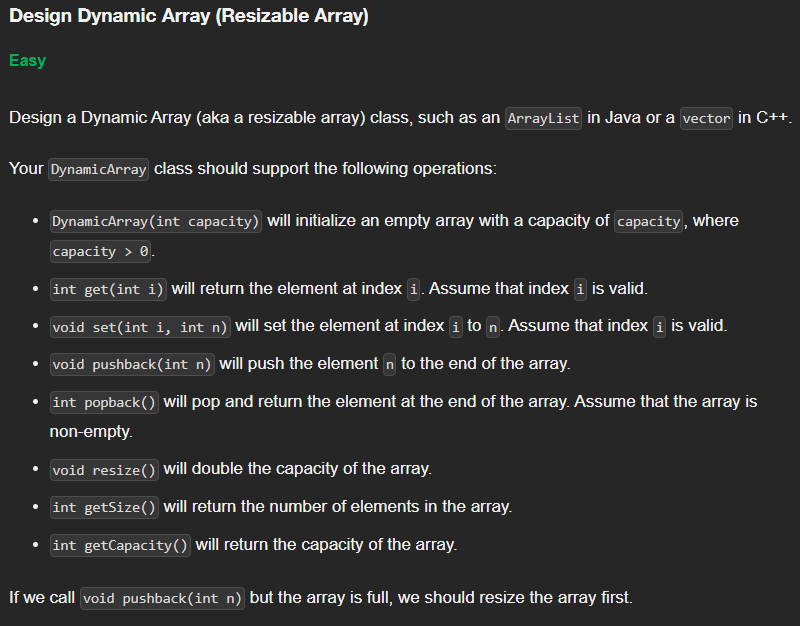 Design Dynamic Array (Resizable Array)
Easy
Design a Dynamic Array (aka a resizable array) class, such as an ArrayList in Java or a vector in C++.
Your DynamicArray class should support the following operations:
• DynamicArray(int capacity) will initialize an empty array with a capacity of capacity, where
capacity > 0.
• int get(int i) will return the element at index i. Assume that index i is valid.
• void set(int i, int n) will set the element at index i to n. Assume that index i is valid.
• void pushback(int n) will push the element n to the end of the array.
• int popback() will pop and return the element at the end of the array. Assume that the array is
non-empty.
• void resize() will double the capacity of the array.
• int getSize() will return the number of elements in the array.
• int getCapacity() will return the capacity of the array.
If we call void pushback(int n) but the array is full, we should resize the array first.